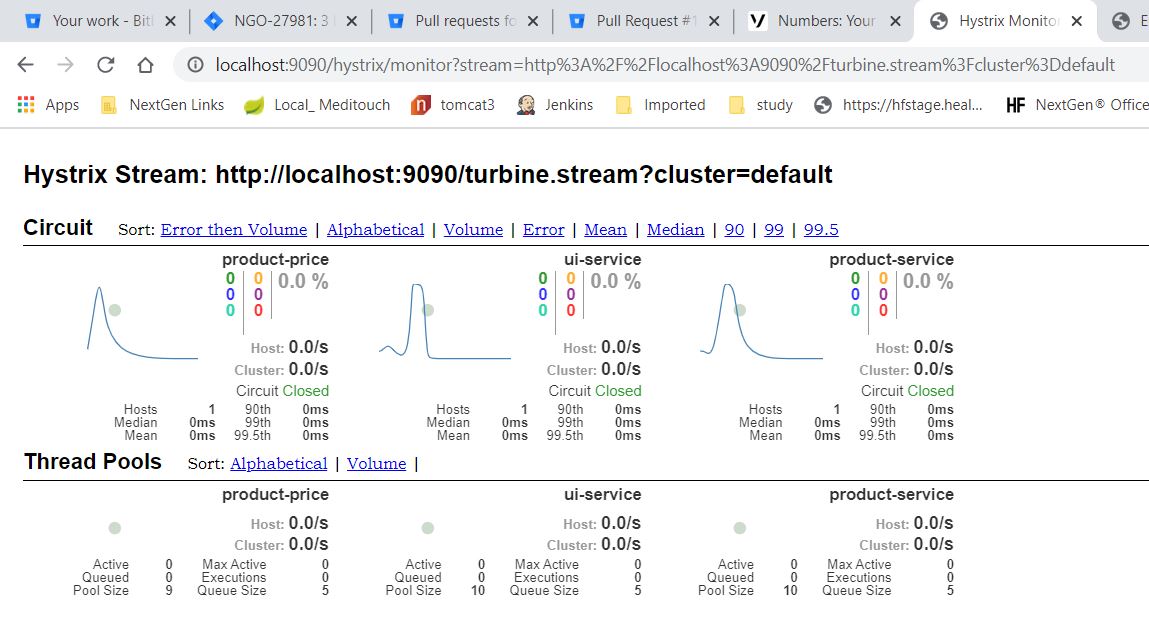 Your work - Bit
NGO-27981: 3
Pull requests fo
Pull Request #1
Numbers: Your
Hystrix Monito
E
localhost:9090/hystrix/monitor?stream=http%3A%2F%2Flocalhost%3A9090%2Fturbine.stream%3Fcluster%3Ddefault
Apps NextGen Links Local_ Meditouch tomcat3 Jenkins Imported study https://hfstage.heal... HF NextGen® Office
Hystrix Stream: http://localhost:9090/turbine.stream?cluster=default
Circuit Sort: Error then Volume | Alphabetical | Volume | Error | Mean | Median | 90 | 99 | 99.5
product-price ui-service product-service
0 0 0.0 % 0 0 0.0 % 0 0 0.0 %
0 0 0 0 0 0
0 0 0 0 0 0
Host: 0.0/s Host: 0.0/s Host: 0.0/s
Cluster: 0.0/s Cluster: 0.0/s Cluster: 0.0/s
Circuit Closed Circuit Closed Circuit Closed
Hosts 1 90th 0ms Hosts 1 90th 0ms Hosts 1 90th 0ms
Median 0ms 99th 0ms Median 0ms 99th 0ms Median 0ms 99th 0ms
Mean 0ms 99.5th 0ms Mean 0ms 99.5th 0ms Mean 0ms 99.5th 0ms
Thread Pools Sort: Alphabetical | Volume |
product-price ui-service product-service
Host: 0.0/s Host: 0.0/s Host: 0.0/s
Cluster: 0.0/s Cluster: 0.0/s Cluster: 0.0/s
Active 0 Max Active 0 Active 0 Max Active 0 Active 0 Max Active 0
Queued 0 Executions 0 Queued 0 Executions 0 Queued 0 Executions 0
Pool Size 9 Queue Size 5 Pool Size 10 Queue Size 5 Pool Size 10 Queue Size 5